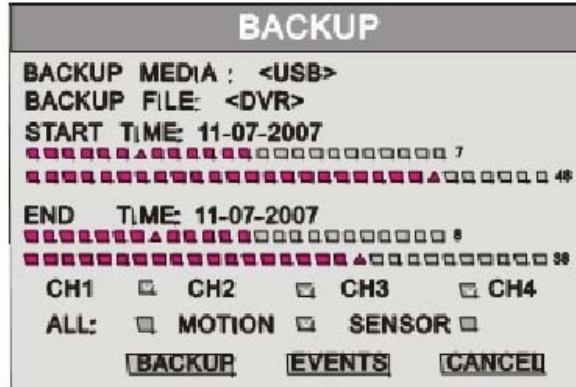 BACKUP
BACKUP MEDIA : <USB>
BACKUP FILE: <DVR>
START TIME: 11-07-2007
7
48
END TIME: 11-07-2007
8
38
CH1 CH2 CH3 CH4
ALL: MOTION SENSOR
BACKUP EVENTS CANCEL